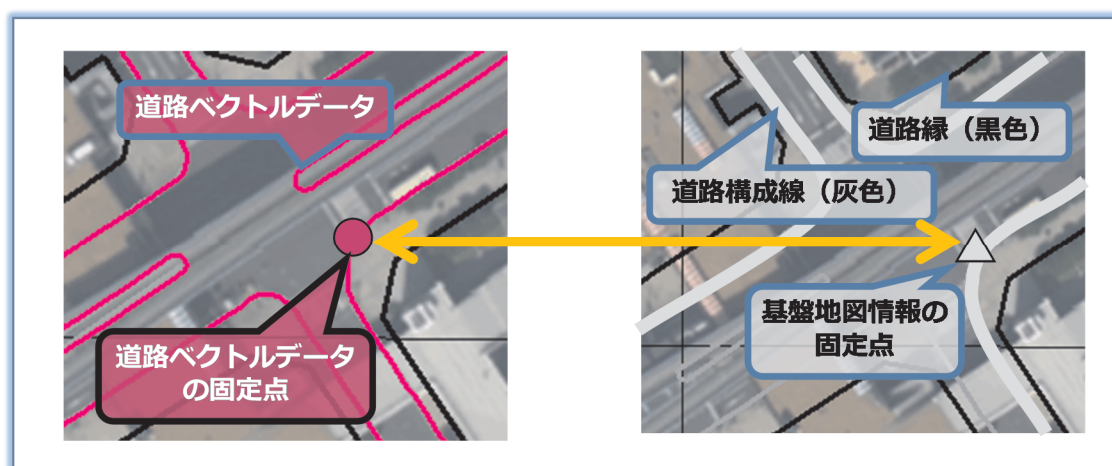 道路ベクトルデータ
道路ベクトルデータ
の固定点
道路縁（黒色）
道路構成線（灰色）
基盤地図情報の
固定点